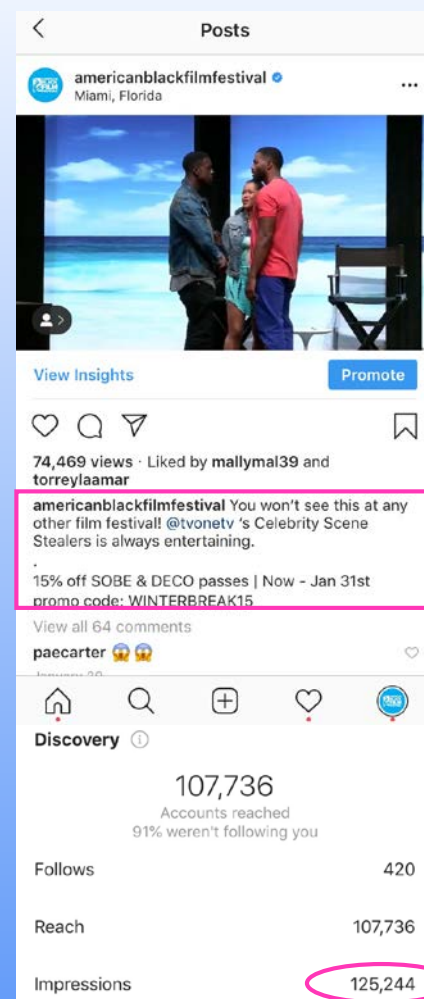 Posts
americanblackfilmfestival
Miami, Florida
View Insights
Promote
74,469 views · Liked by mallymal39 and
torreylaamar
americanblackfilmfestival You won't see this at any
other film festival! @tvonetv 's Celebrity Scene
Stealers is always entertaining.
.
15% off SOBE & DECO passes | Now - Jan 31st
promo code: WINTERBREAK15
View all 64 comments
paecarter 😱😱
Discovery
107,736
Accounts reached
91% weren't following you
Follows 420
Reach 107,736
Impressions 125,244